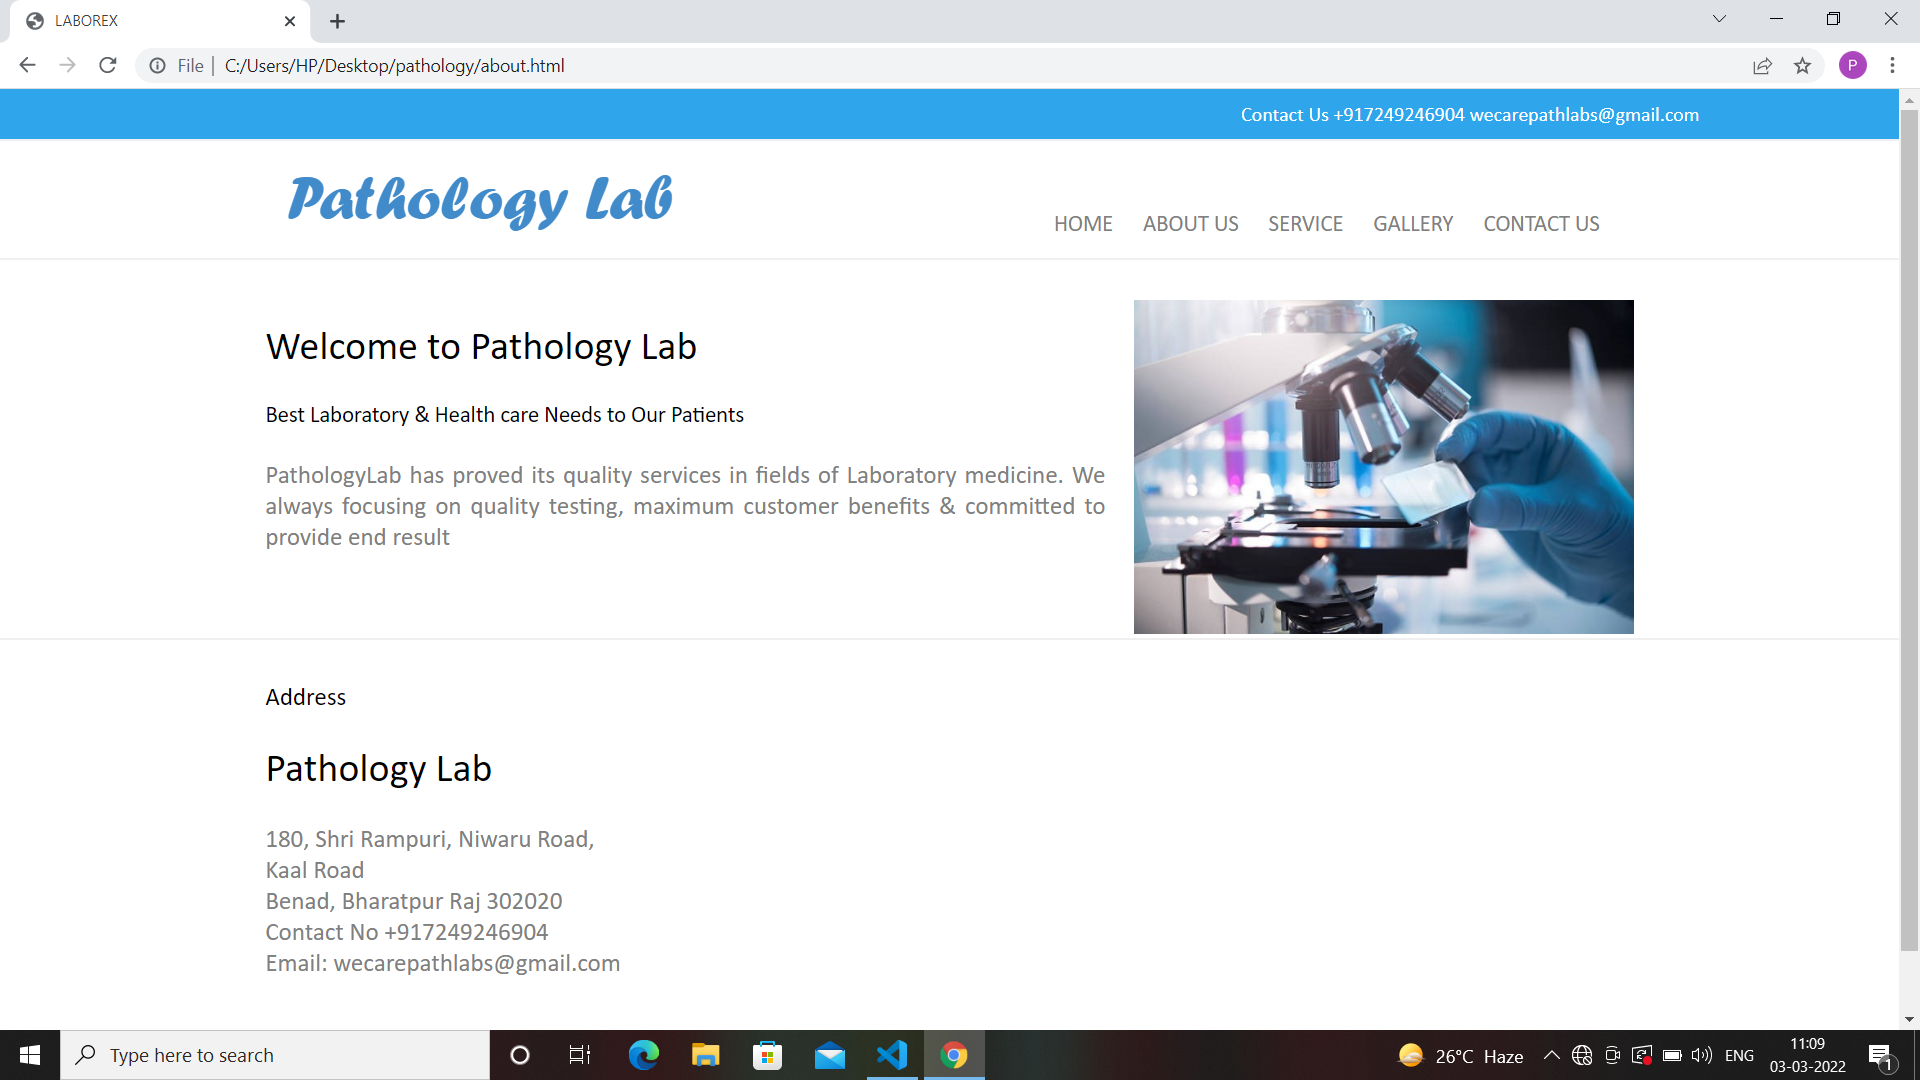 LABOREX
File
C:/Users/HP/Desktop/pathology/about.html
P
Contact Us +917249246904 wecarepathlabs@gmail.com
Pathology Lab
HOME ABOUT US SERVICE GALLERY CONTACT US
Welcome to Pathology Lab
Best Laboratory & Health care Needs to Our Patients
PathologyLab has proved its quality services in fields of Laboratory medicine. We
always focusing on quality testing, maximum customer benefits & committed to
provide end result
Address
Pathology Lab
180, Shri Rampuri, Niwaru Road,
Kaal Road
Benad, Bharatpur Raj 302020
Contact No +917249246904
Email: wecarepathlabs@gmail.com
Type here to search
26°C Haze
ENG
11:09
03-03-2022
1